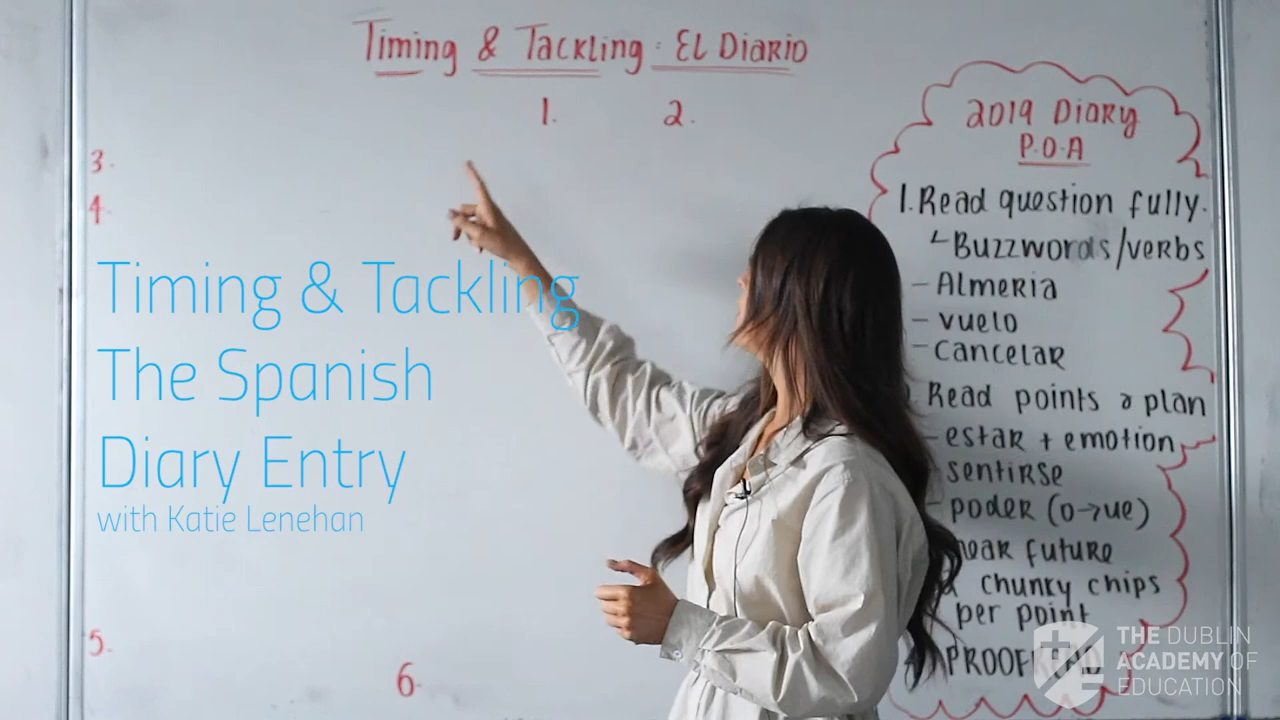 Timing & Tackling: El Diario
1.
2.
3.
4.
5.
6.
Timing & Tackling
The Spanish
Diary Entry
with Katie Lenehan
2019 Diary
P.O.A
1. Read question fully.
Buzzwords/verbs
- Almeria
- vuelo
- cancelar
Read points & plan
- estar + emotion
- sentirse
- poder (o→ue)
near future
chunky chips
per point
PROOFREAD
THE DUBLIN
ACADEMY OF
EDUCATION